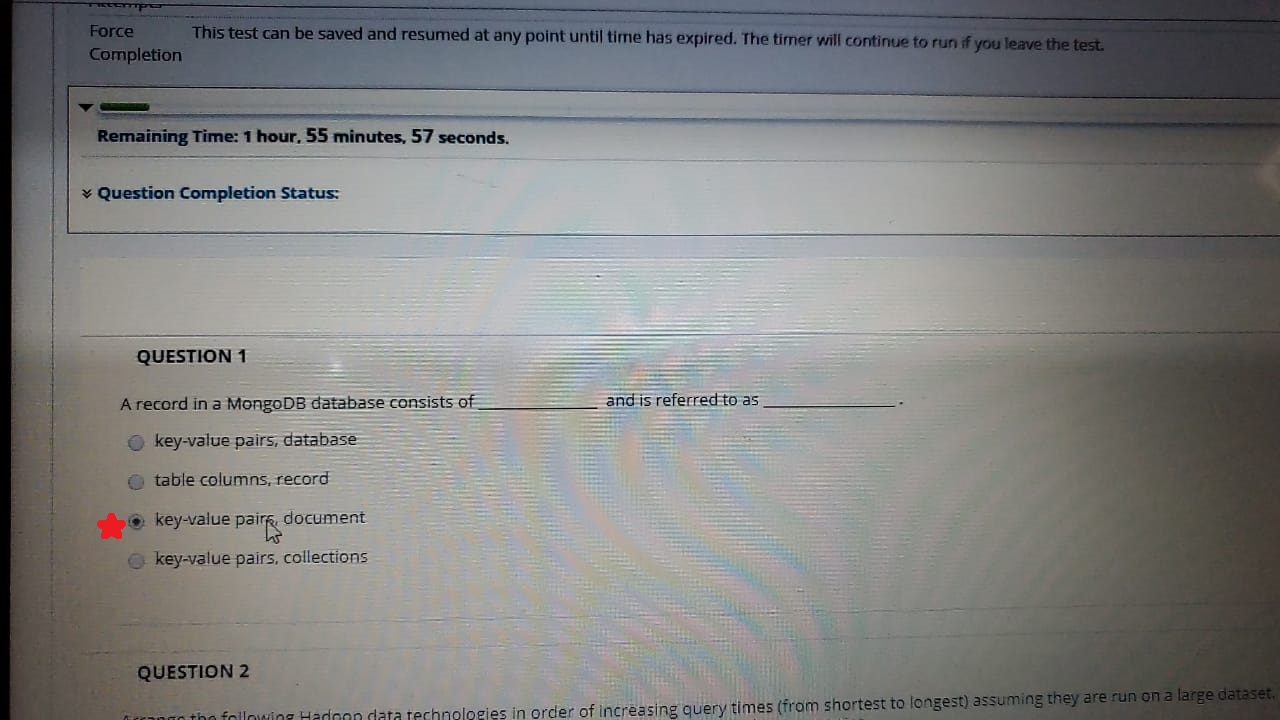 Force
Completion
This test can be saved and resumed at any point until time has expired. The timer will continue to run if you leave the test.
Remaining Time: 1 hour, 55 minutes, 57 seconds.
Question Completion Status:
QUESTION 1
A record in a MongoDB database consists of ____________ and is referred to as ______________.
key-value pairs, database
table columns, record
key-value pairs, document
key-value pairs, collections
QUESTION 2
the following Hadoop data technologies in order of increasing query times (from shortest to longest) assuming they are run on a large dataset.